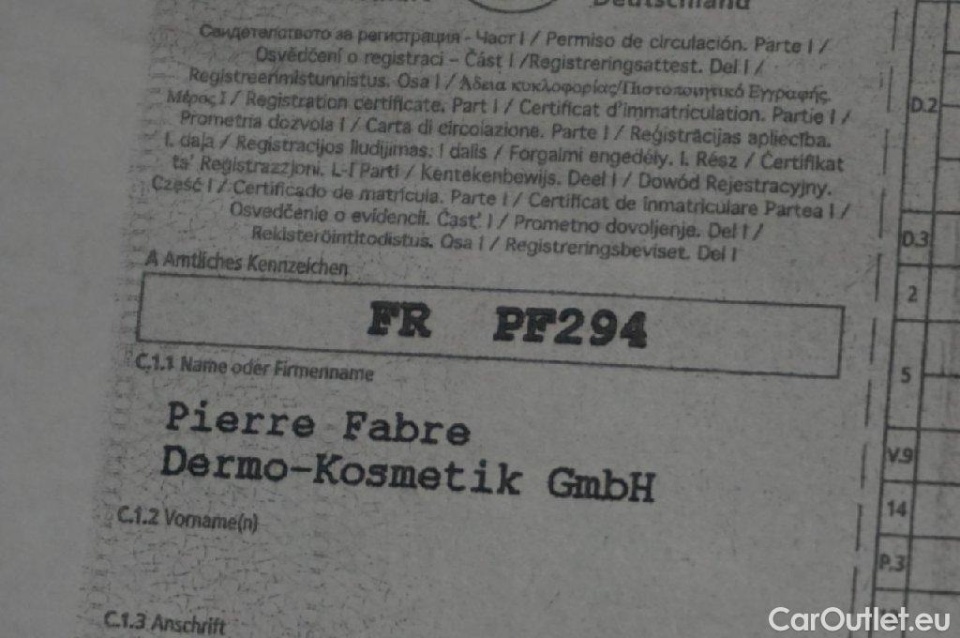 Deutschland
Свидетелството за регистрация - Част I / Permiso de circulación. Parte I /
Osvědčení o registraci – Část I /Registreringsattest. Del I /
Registreerimistunnistus. Osa I / Άδεια κυκλοφορίας/Πιστοποιητικό Εγγραφής.
Μέρος I / Registration certificate. Part I / Certificat d'immatriculation. Partie I /
Prometna dozvola I / Carta di circolazione. Parte I / Reģistrācijas apliecība.
I. daļa / Registracijos liudijimas. I dalis / Forgalmi engedély. I. Rész / Ċertifikat
ta' Reġistrazzjoni. L-I Parti / Kentekenbewijs. Deel I / Dowód Rejestracyjny.
Część I / Certificado de matrícula. Parte I / Certificat de înmatriculare Partea I /
Osvedčenie o evidencii. Časť I / Prometno dovoljenje. Del I /
Rekisteröintitodistus. Osa I / Registreringsbeviset. Del I
A Amtliches Kennzeichen
FR PF294
C.1.1 Name oder Firmenname
Pierre Fabre
Dermo-Kosmetik GmbH
C.1.2 Vorname(n)
C.1.3 Anschrift
D.2
D.3
2
5
V.9
14
P.3
CarOutlet.eu